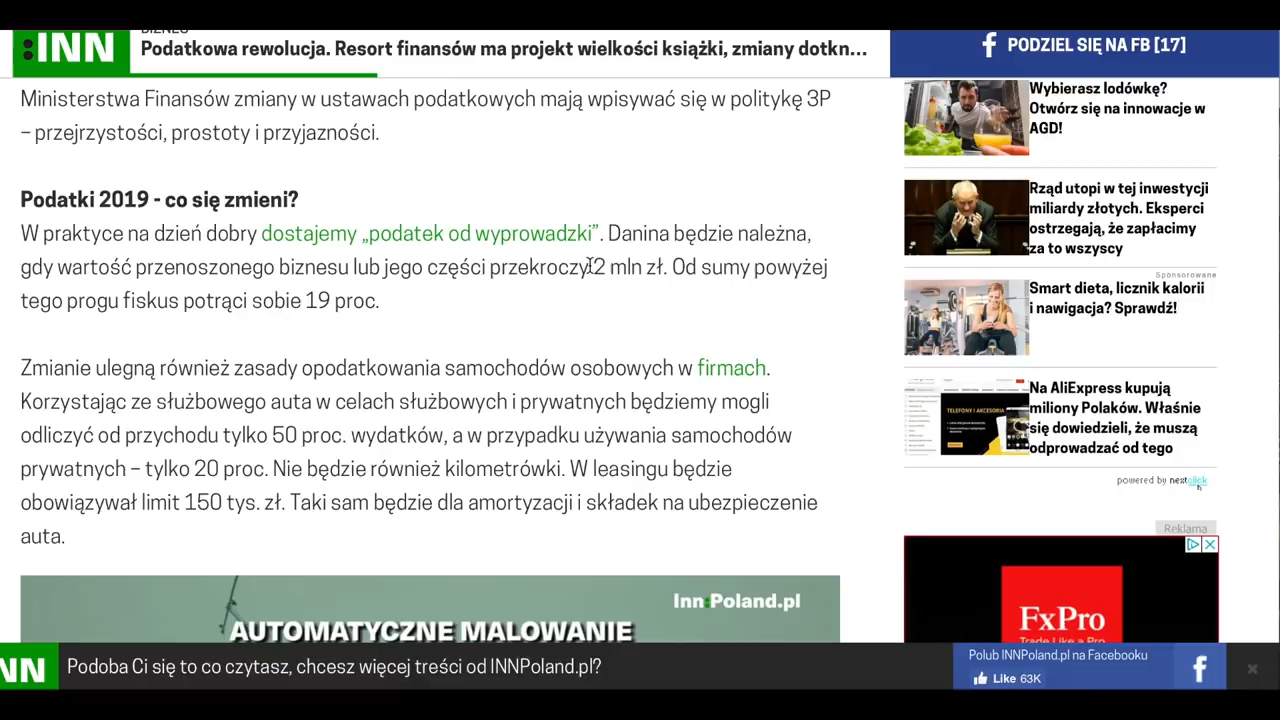 BIZNES
:INN
Podatkowa rewolucja. Resort finansów ma projekt wielkości książki, zmiany dotkn...
PODZIEL SIĘ NA FB [17]
Ministerstwa Finansów zmiany w ustawach podatkowych mają wpisywać się w politykę 3P
– przejrzystości, prostoty i przyjazności.
Podatki 2019 - co się zmieni?
W praktyce na dzień dobry dostajemy „podatek od wyprowadzki”. Danina będzie należna,
gdy wartość przenoszonego biznesu lub jego części przekroczy 2 mln zł. Od sumy powyżej
tego progu fiskus potrąci sobie 19 proc.
Zmianie ulegną również zasady opodatkowania samochodów osobowych w firmach.
Korzystając ze służbowego auta w celach służbowych i prywatnych będziemy mogli
odliczyć od przychodu tylko 50 proc. wydatków, a w przypadku używania samochodów
prywatnych – tylko 20 proc. Nie będzie również kilometrówki. W leasingu będzie
obowiązywał limit 150 tys. zł. Taki sam będzie dla amortyzacji i składek na ubezpieczenie
auta.
Inn:Poland.pl
AUTOMATYCZNE MALOWANIE
Wybierasz lodówkę?
Otwórz się na innowacje w
AGD!
Rząd utopi w tej inwestycji
miliardy złotych. Eksperci
ostrzegają, że zapłacimy
za to wszyscy
Sponsorowane
Smart dieta, licznik kalorii
i nawigacja? Sprawdź!
TELEFONY I AKCESORIA
Na AliExpress kupują
miliony Polaków. Właśnie
się dowiedzieli, że muszą
odprowadzać od tego
powered by nextclick
Reklama
FxPro
Trade Like a Pro
NN
Podoba Ci się to co czytasz, chcesz więcej treści od INNPoland.pl?
Polub INNPoland.pl na Facebooku
Like 63K